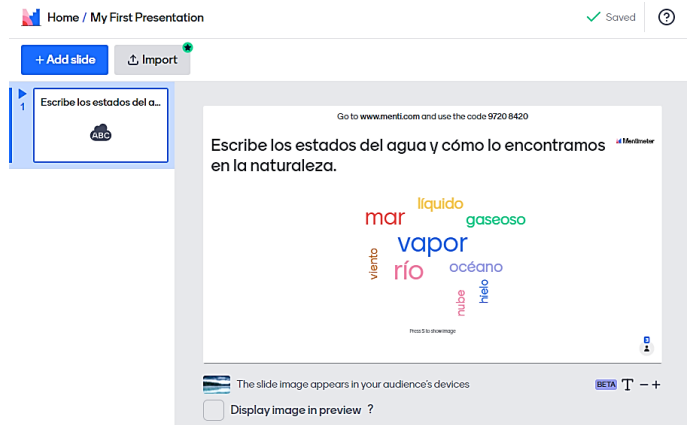 Home / My First Presentation
Saved
?
+ Add slide
Import
1
Escribe los estados del a...
ABC
Go to www.menti.com and use the code 9720 8420
Escribe los estados del agua y cómo lo encontramos
en la naturaleza.
Mentimeter
líquido
mar
gaseoso
vapor
viento
río
océano
nube
hielo
Press S to show image
The slide image appears in your audience's devices
BETA T − +
Display image in preview ?